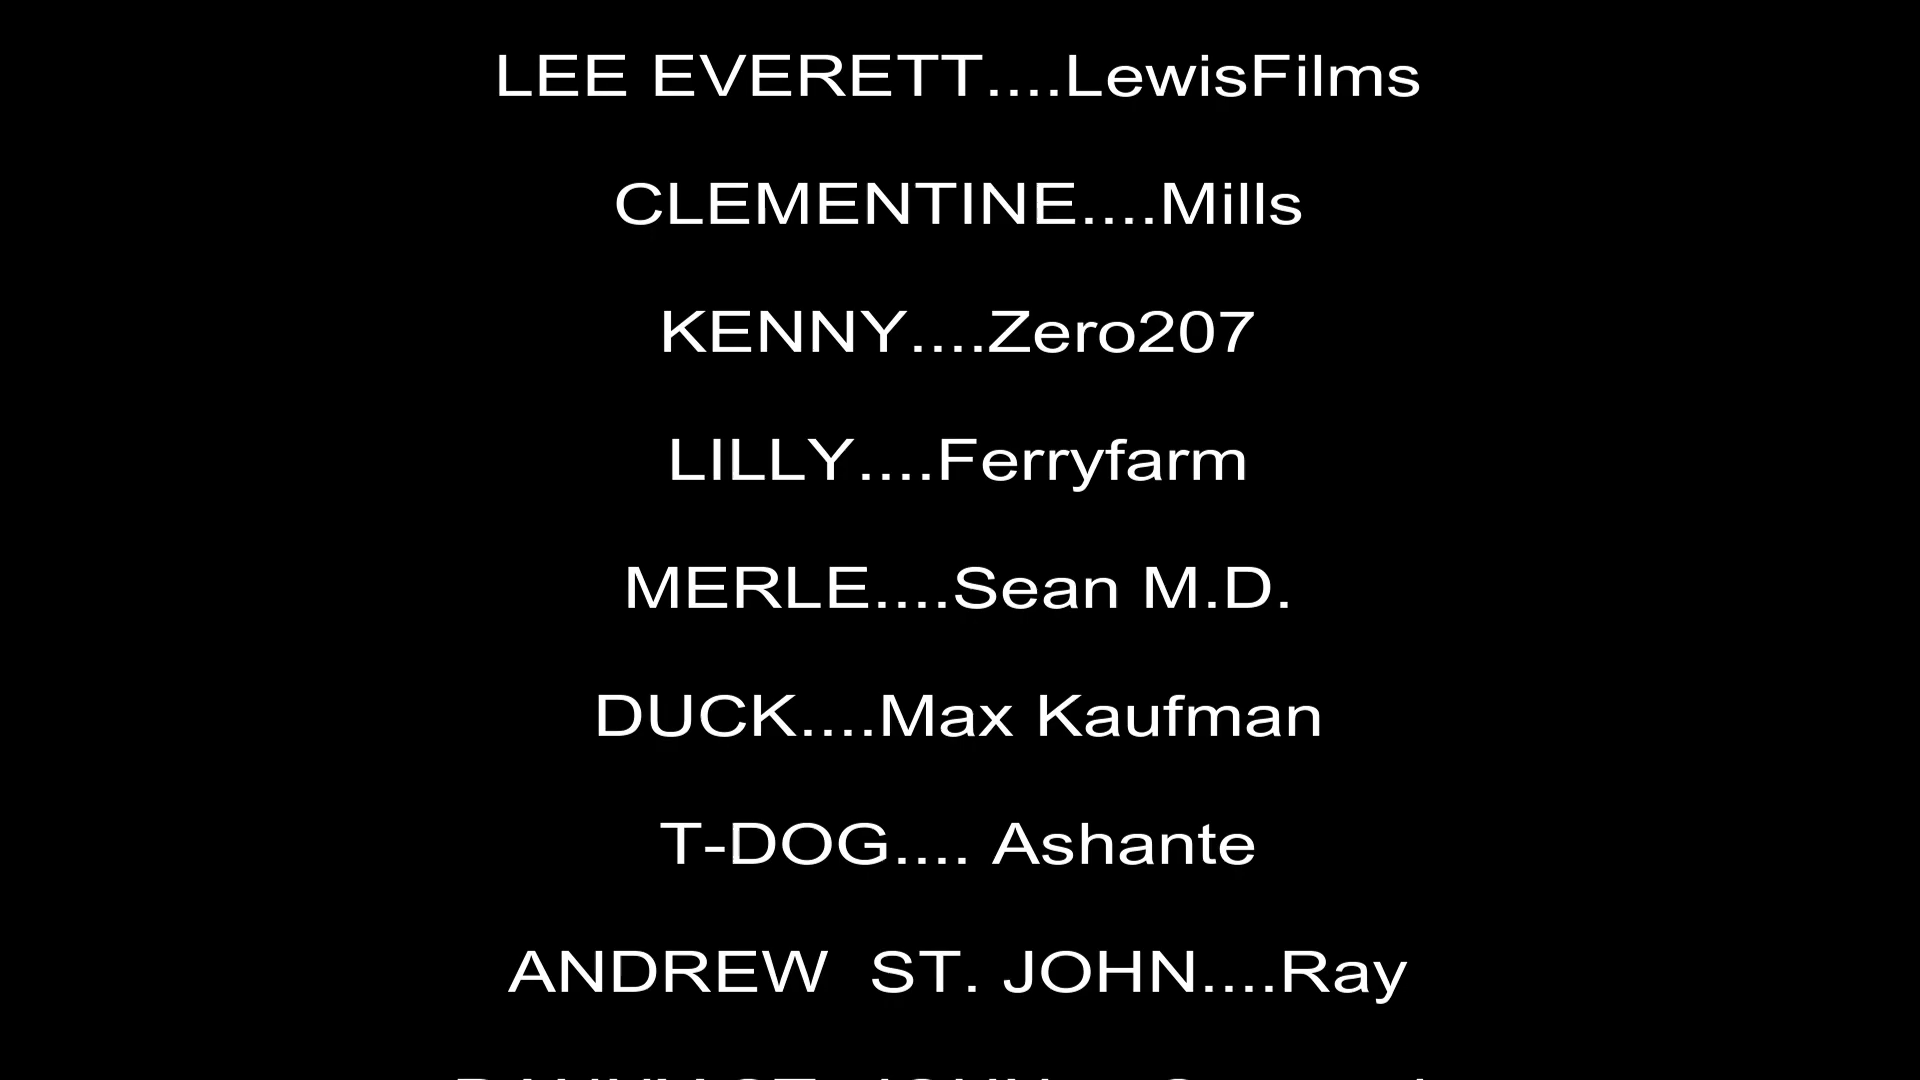 LEE EVERETT....LewisFilms
CLEMENTINE....Mills
KENNY....Zero207
LILLY....Ferryfarm
MERLE....Sean M.D.
DUCK....Max Kaufman
T-DOG.... Ashante
ANDREW  ST. JOHN....Ray